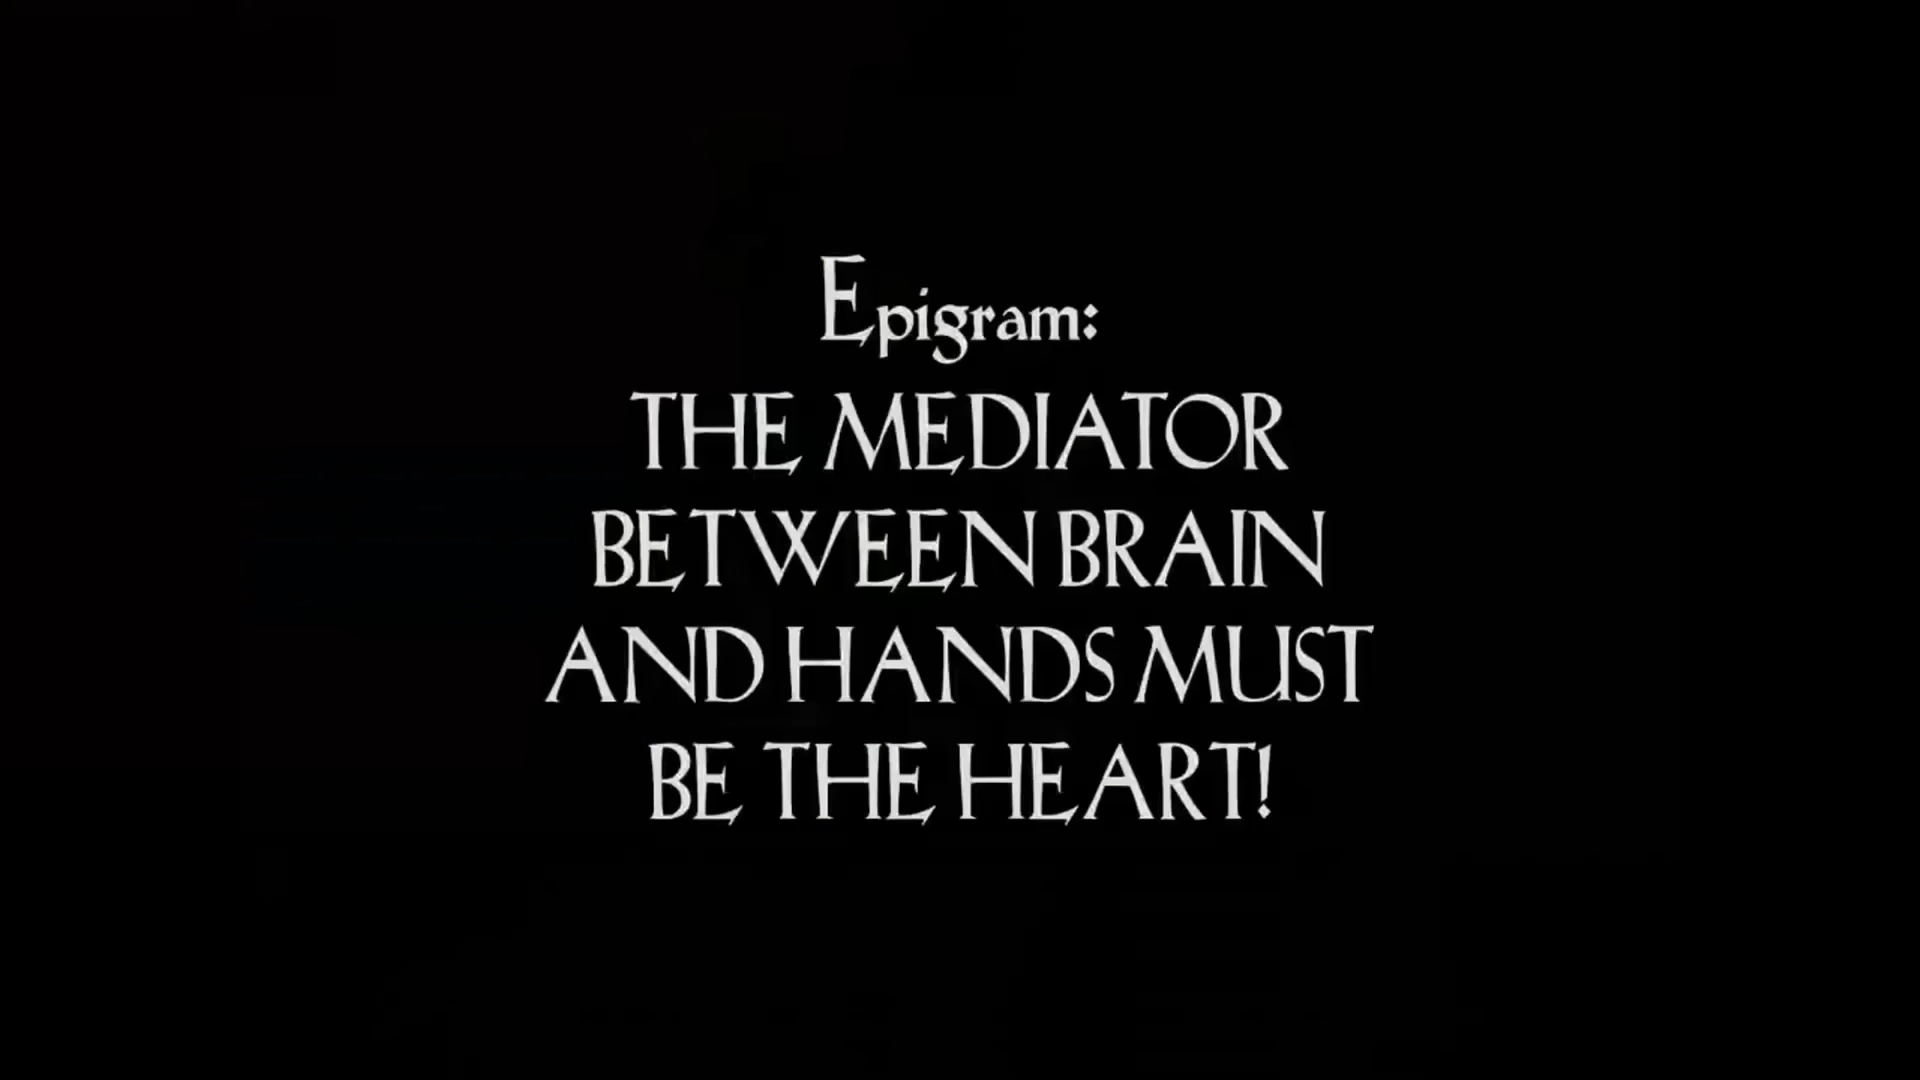 Epigram:
THE MEDIATOR
BETWEEN BRAIN
AND HANDS MUST
BE THE HEART!